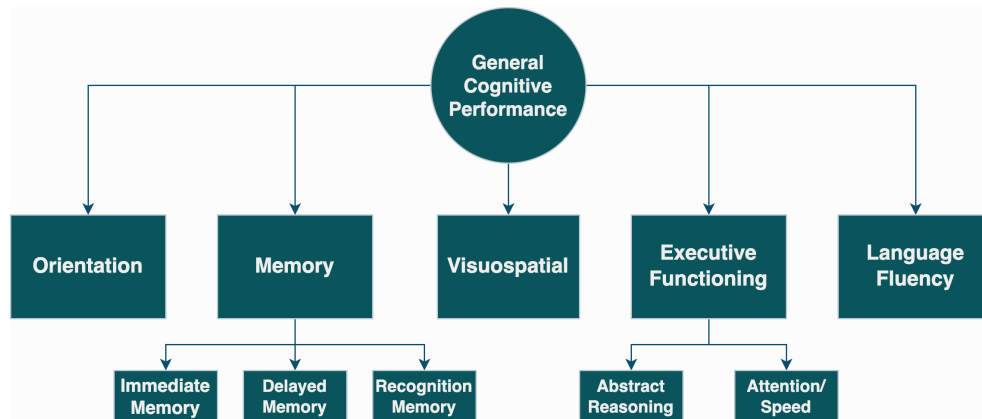 General
Cognitive
Performance
Orientation
Memory
Visuospatial
Executive
Functioning
Language
Fluency
Immediate
Memory
Delayed
Memory
Recognition
Memory
Abstract
Reasoning
Attention/
Speed